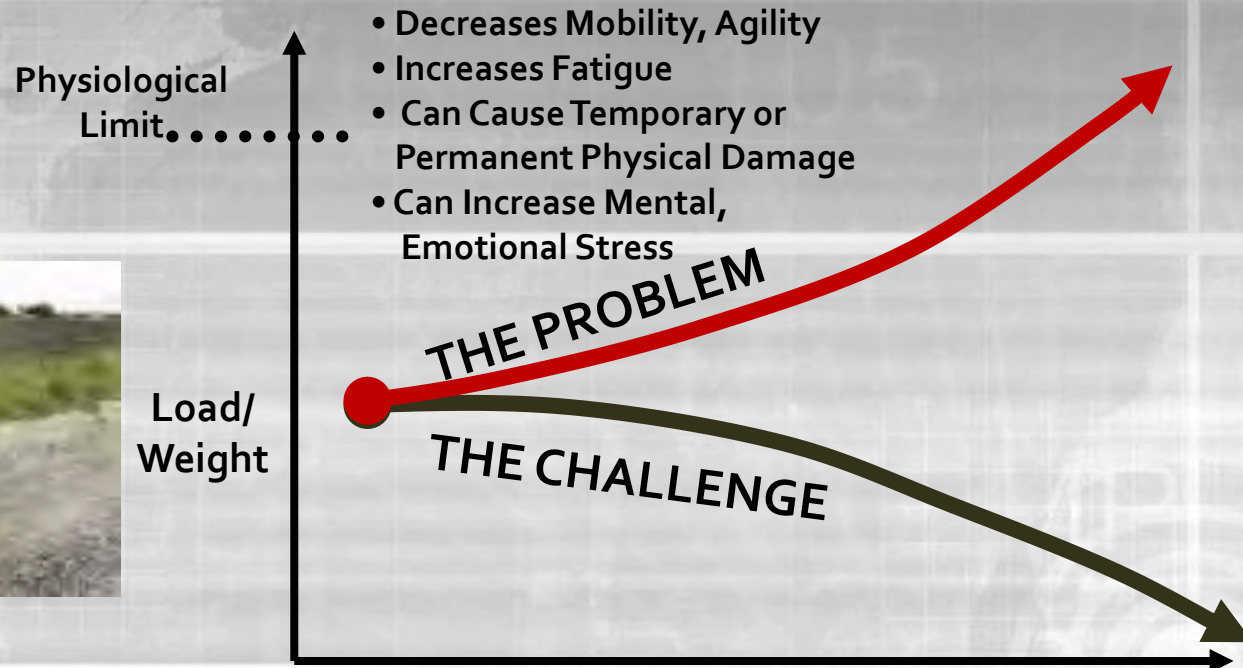 • Decreases Mobility, Agility
• Increases Fatigue
• Can Cause Temporary or
Permanent Physical Damage
• Can Increase Mental,
Emotional Stress
Physiological
Limit
THE PROBLEM
Load/
Weight
THE CHALLENGE